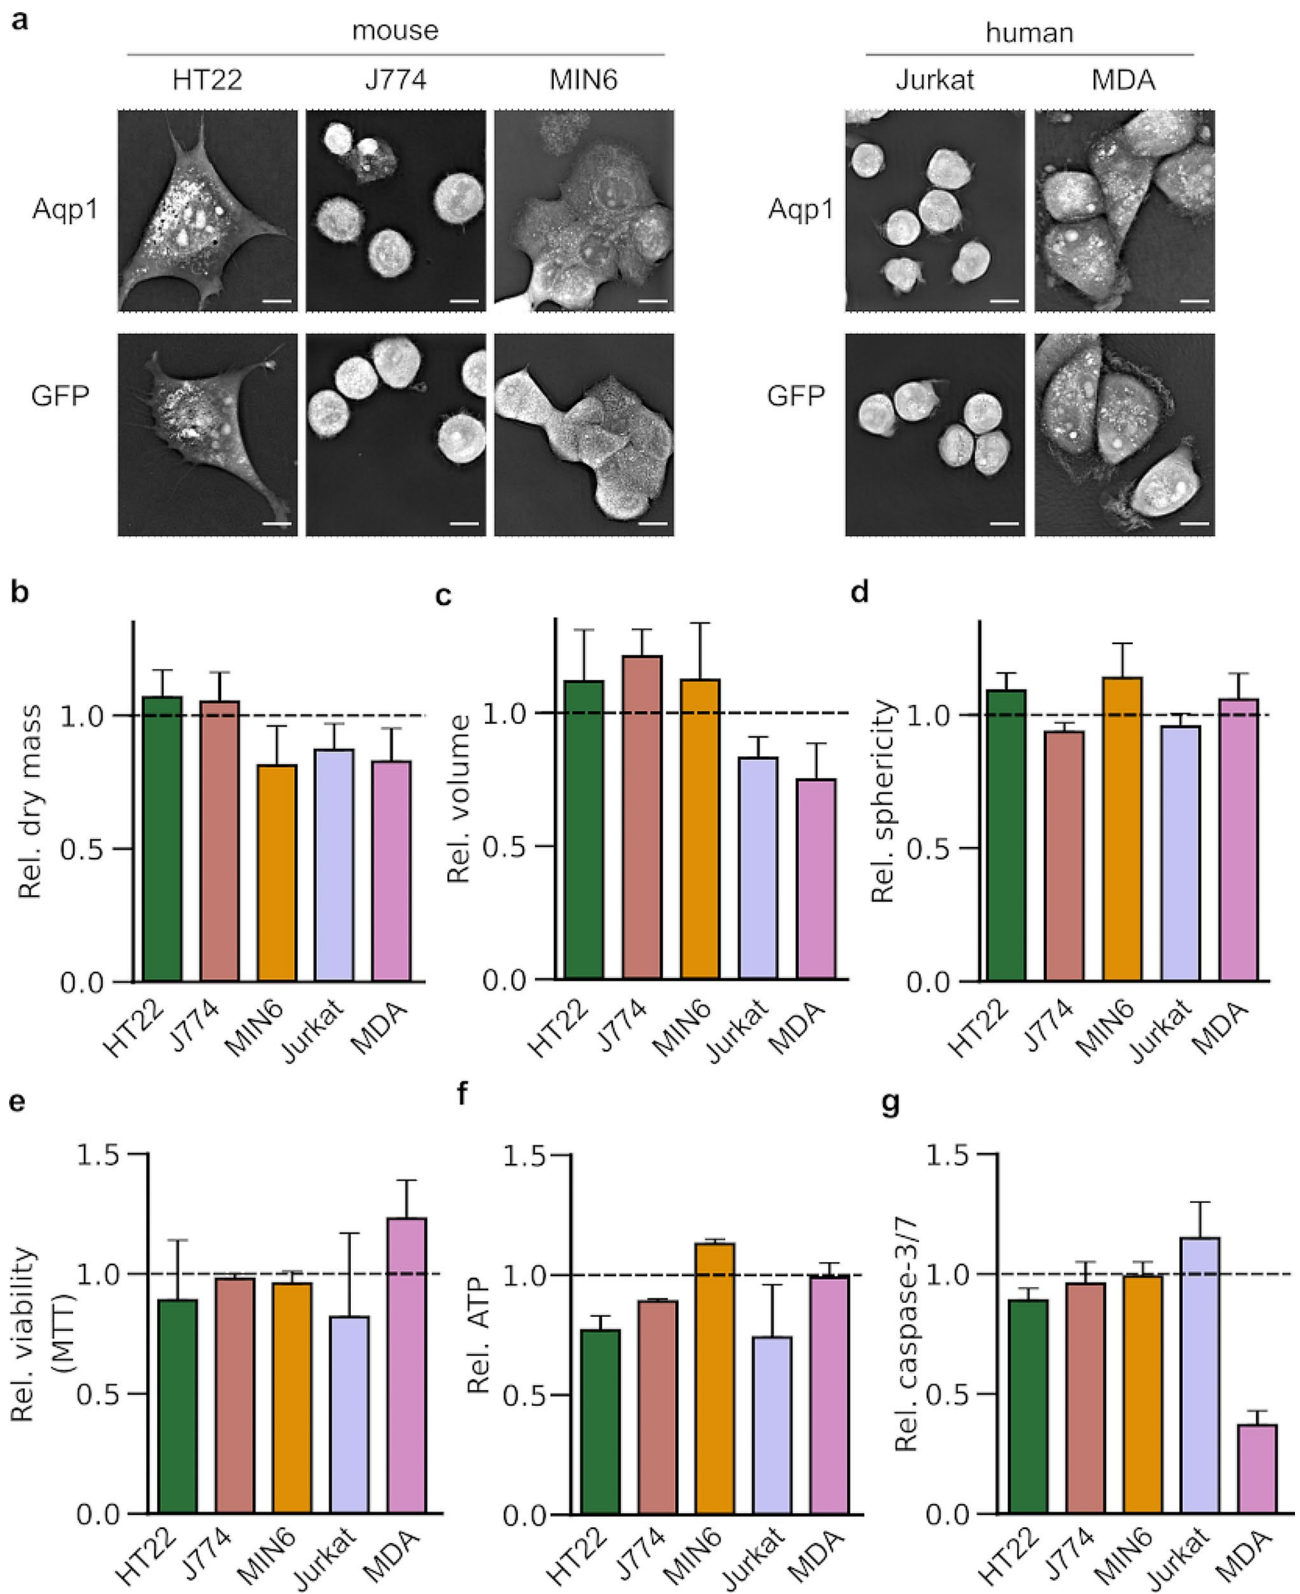 a
mouse
human
HT22 J774 MIN6 Jurkat MDA
Aqp1 Aqp1
GFP GFP
b c d
Rel. dry mass
1.0
0.5
0.0
HT22 J774 MIN6 Jurkat MDA
Rel. volume
1.0
0.5
0.0
HT22 J774 MIN6 Jurkat MDA
Rel. sphericity
1.0
0.5
0.0
HT22 J774 MIN6 Jurkat MDA
e f g
Rel. viability
(MTT)
1.5
1.0
0.5
0.0
HT22 J774 MIN6 Jurkat MDA
Rel. ATP
1.5
1.0
0.5
0.0
HT22 J774 MIN6 Jurkat MDA
Rel. caspase-3/7
1.5
1.0
0.5
0.0
HT22 J774 MIN6 Jurkat MDA